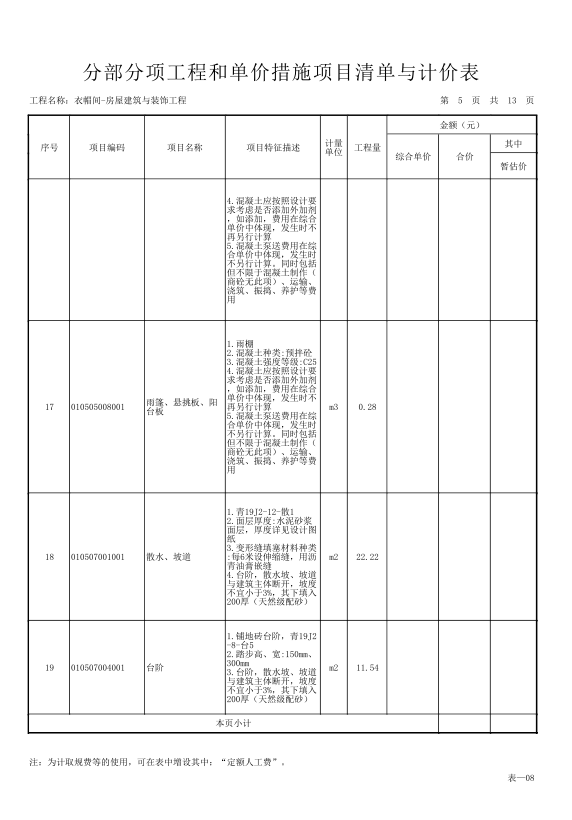 分部分项工程和单价措施项目清单与计价表
工程名称：衣帽间-房屋建筑与装饰工程 第 5 页 共 13 页
序号 项目编码 项目名称 项目特征描述 计量单位 工程量 金额（元）
综合单价 合价 其中
暂估价
4.混凝土应按照设计要
求考虑是否添加外加剂
，如添加，费用在综合
单价中体现，发生时不
再另行计算
5.混凝土泵送费用在综
合单价中体现，发生时
不另行计算。同时包括
但不限于混凝土制作（
商砼无此项）、运输、
浇筑、振捣、养护等费
用
17 010505008001 雨篷、悬挑板、阳
台板
1.雨棚
2.混凝土种类:预拌砼
3.混凝土强度等级:C25
4.混凝土应按照设计要
求考虑是否添加外加剂
，如添加，费用在综合
单价中体现，发生时不
再另行计算
5.混凝土泵送费用在综
合单价中体现，发生时
不另行计算。同时包括
但不限于混凝土制作（
商砼无此项）、运输、
浇筑、振捣、养护等费
用
m3 0.28
18 010507001001 散水、坡道
1.青19J2-12-散1
2.面层厚度:水泥砂浆
面层，厚度详见设计图
纸
3.变形缝填塞材料种类
:每6米设伸缩缝，用沥
青油膏嵌缝
4.台阶，散水坡、坡道
与建筑主体断开，坡度
不宜小于3%，其下填入
200厚（天然级配砂）
m2 22.22
19 010507004001 台阶
1.铺地砖台阶，青19J2
-8-台5
2.踏步高、宽:150mm、
300mm
3.台阶，散水坡、坡道
与建筑主体断开，坡度
不宜小于3%，其下填入
200厚（天然级配砂）
m2 11.54
本页小计
注：为计取规费等的使用，可在表中增设其中：“定额人工费”。
表—08